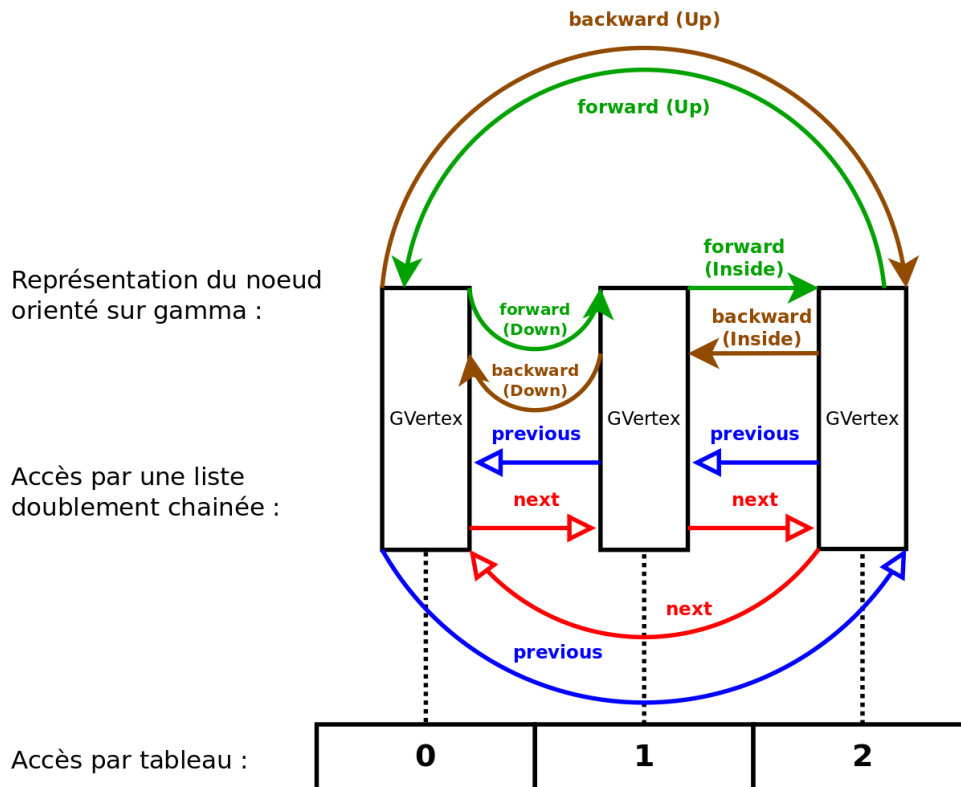 backward (Up)
forward (Up)
Représentation du noeud
orienté sur gamma :
forward
(Down)
forward
(Inside)
backward
(Down)
backward
(Inside)
GVertex
GVertex
GVertex
Accès par une liste
doublement chainée :
previous
previous
next
next
next
previous
Accès par tableau :
0
1
2